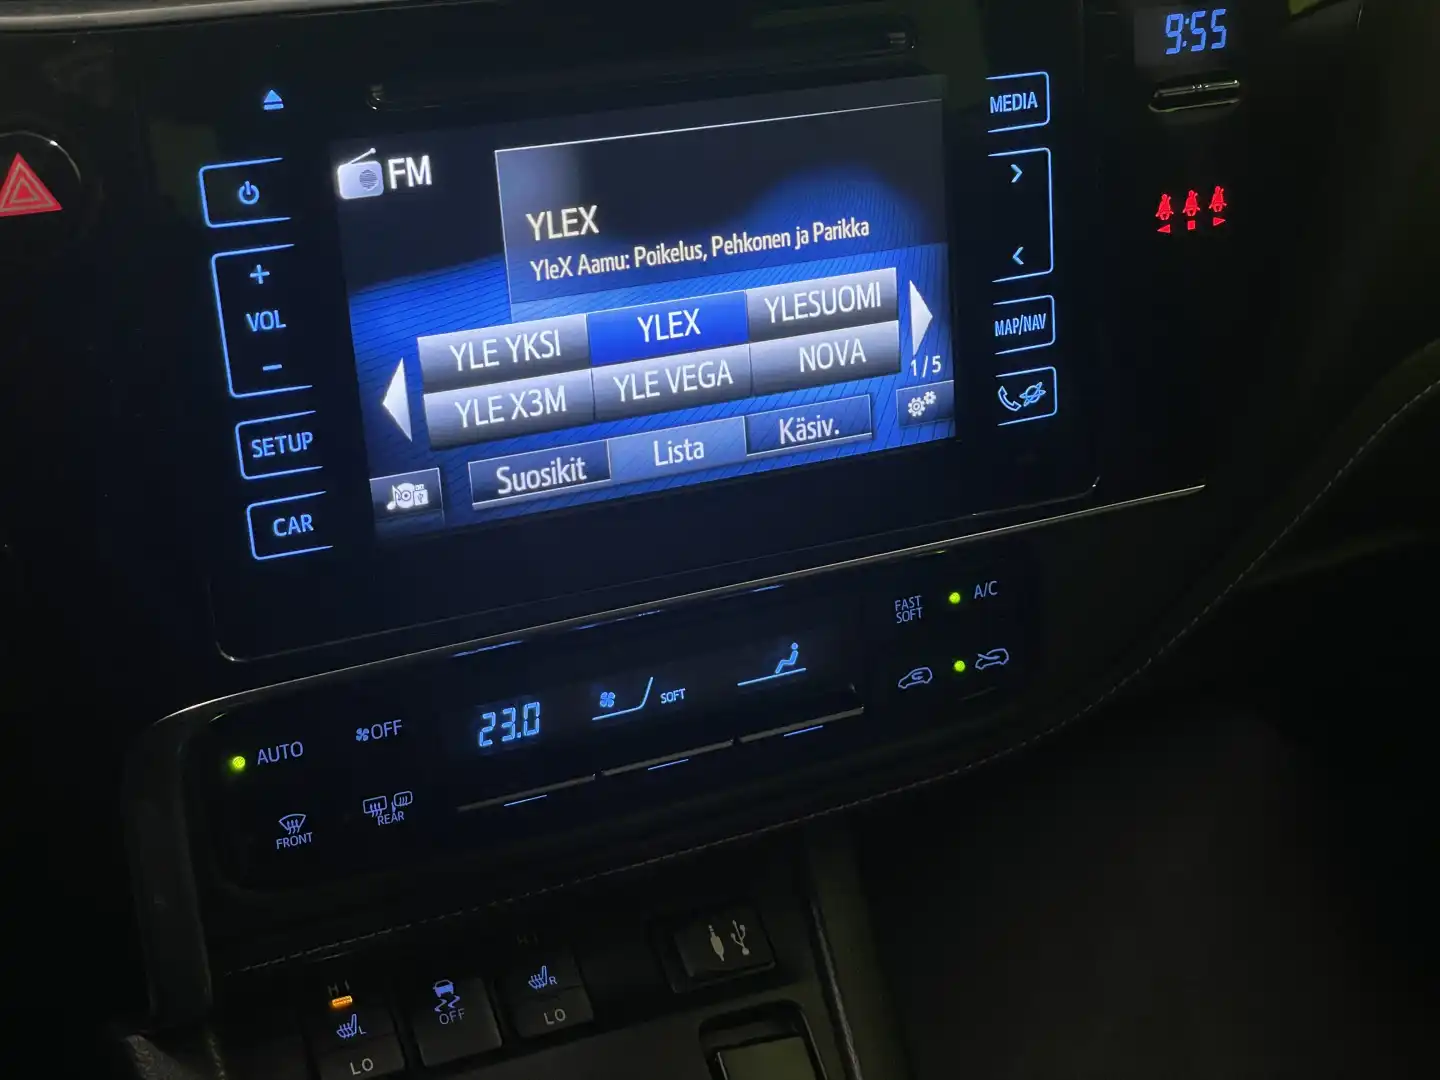 9:55
MEDIA
FM
YLEX
YleX Aamu: Poikelus, Pehkonen ja Parikka
YLE YKSI
YLEX
YLESUOMI
YLE X3M
YLE VEGA
NOVA
1/5
Suosikit
Lista
Käsiv.
+
VOL
-
SETUP
CAR
MAP/NAV
FAST
SOFT
A/C
AUTO
OFF
23.0
SOFT
FRONT
REAR
HI
L
LO
OFF
R
LO